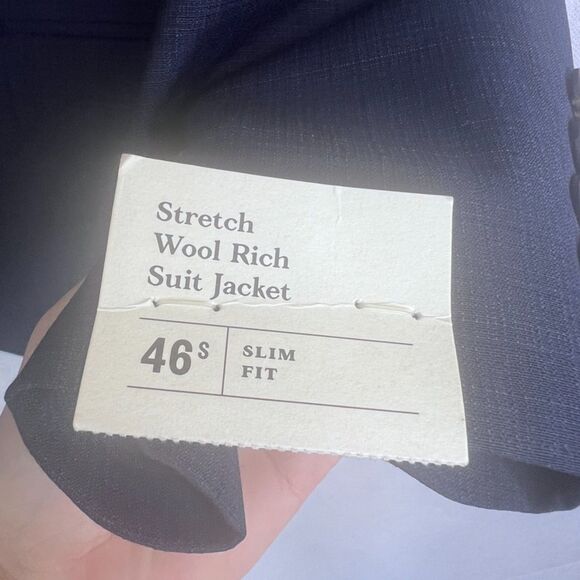 Stretch
Wool Rich
Suit Jacket
46S
SLIM
FIT